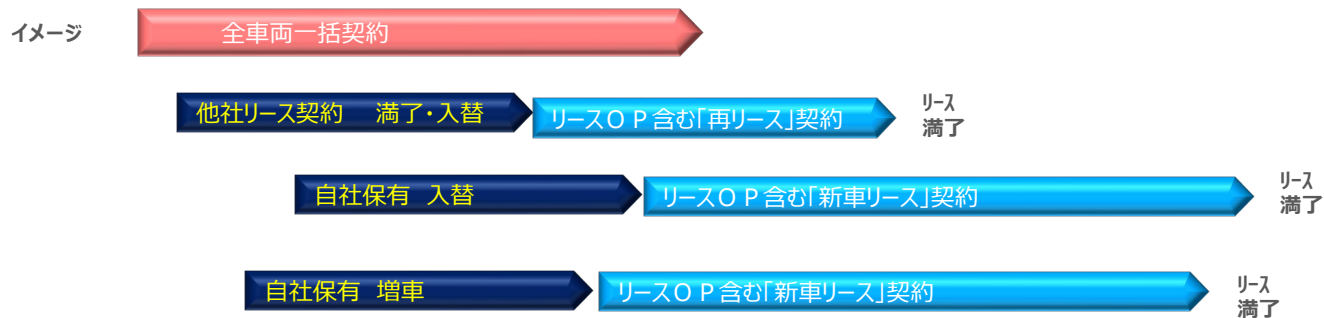 イメージ
全車両一括契約
他社リース契約　満了・入替
リースＯＰ含む「再リース」契約
ﾘｰｽ
満了
自社保有　入替
リースＯＰ含む「新車リース」契約
ﾘｰｽ
満了
自社保有　増車
リースＯＰ含む「新車リース」契約
ﾘｰｽ
満了